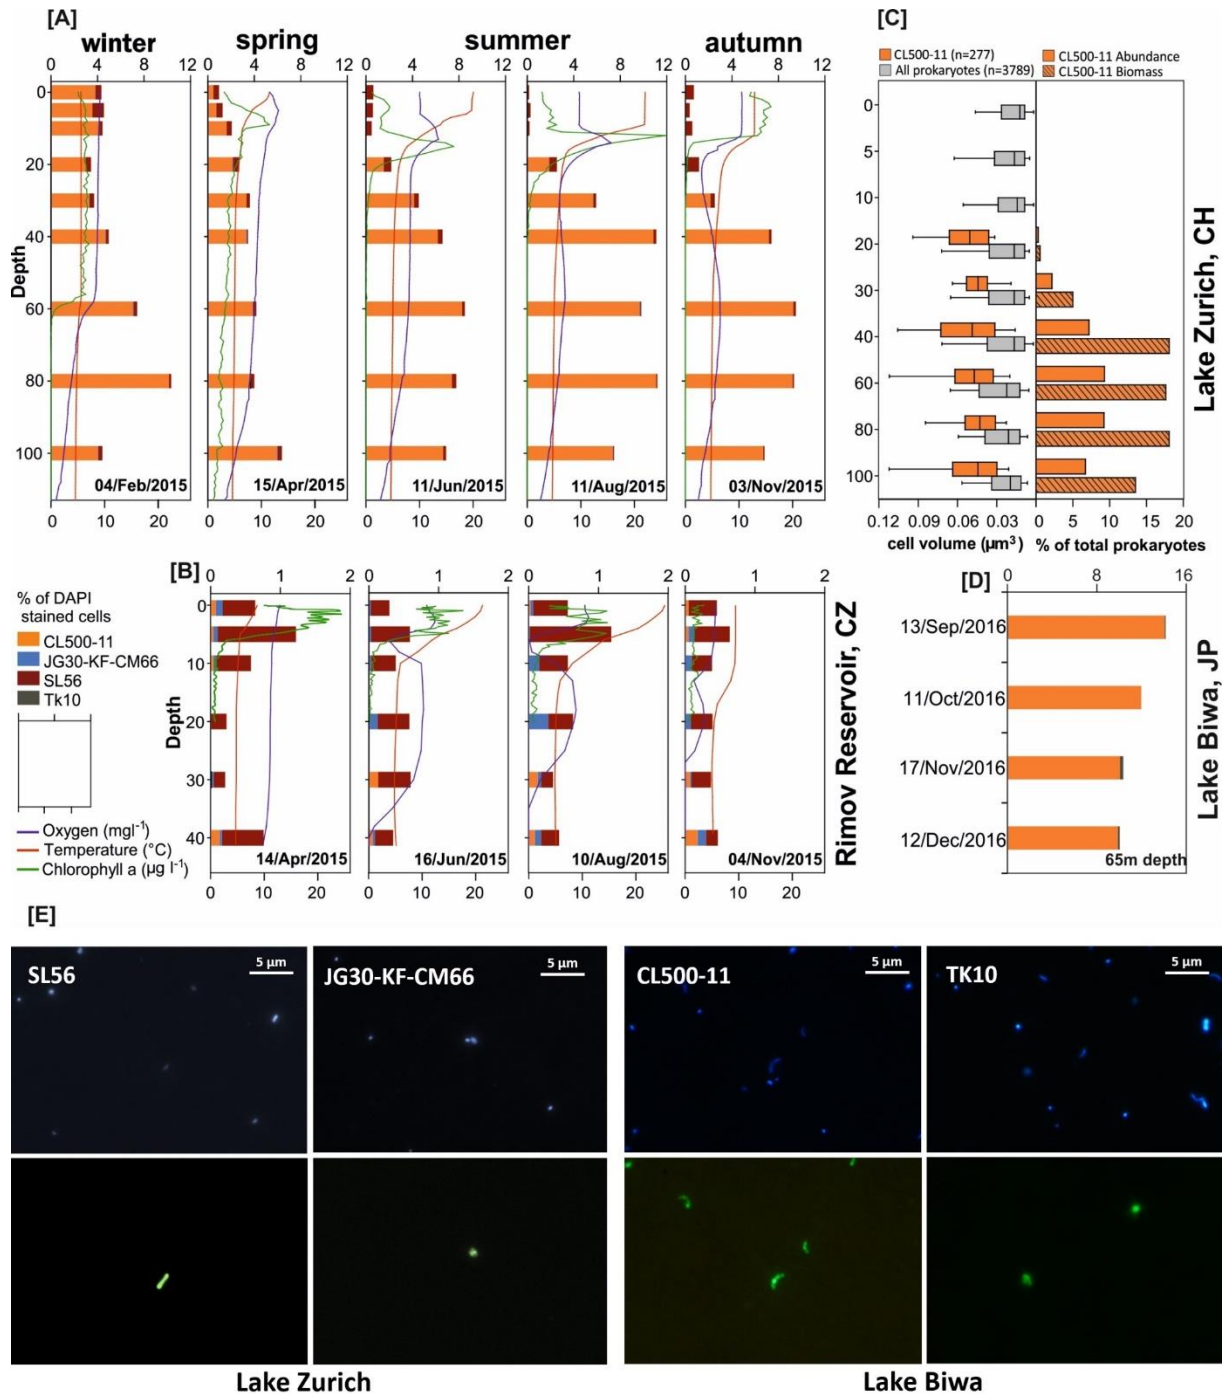 [A]
winter
spring
summer
autumn
0 4 8 12
0 4 8 12
0 4 8 12
0 4 8 12
0 4 8 12
0
20
40
60
80
100
Depth
04/Feb/2015
15/Apr/2015
11/Jun/2015
11/Aug/2015
03/Nov/2015
0 10 20
0 10 20
0 10 20
0 10 20
0 10 20
[C]
CL500-11 (n=277)
All prokaryotes (n=3789)
CL500-11 Abundance
CL500-11 Biomass
0
5
10
20
30
40
60
80
100
0.12 0.09 0.06 0.03
0 5 10 15 20
cell volume (µm³)
% of total prokaryotes
Lake Zurich, CH
[B]
0 1 2
0 1 2
0 1 2
0 1 2
% of DAPI
stained cells
CL500-11
JG30-KF-CM66
SL56
Tk10
Oxygen (mgl⁻¹)
Temperature (°C)
Chlorophyll a (µg l⁻¹)
0
10
20
30
40
Depth
14/Apr/2015
16/Jun/2015
10/Aug/2015
04/Nov/2015
0 10 20
0 10 20
0 10 20
0 10 20
Rimov Reservoir, CZ
[D]
0 8 16
13/Sep/2016
11/Oct/2016
17/Nov/2016
12/Dec/2016
65m depth
Lake Biwa, JP
[E]
SL56
5 µm
JG30-KF-CM66
5 µm
CL500-11
5 µm
TK10
5 µm
Lake Zurich
Lake Biwa